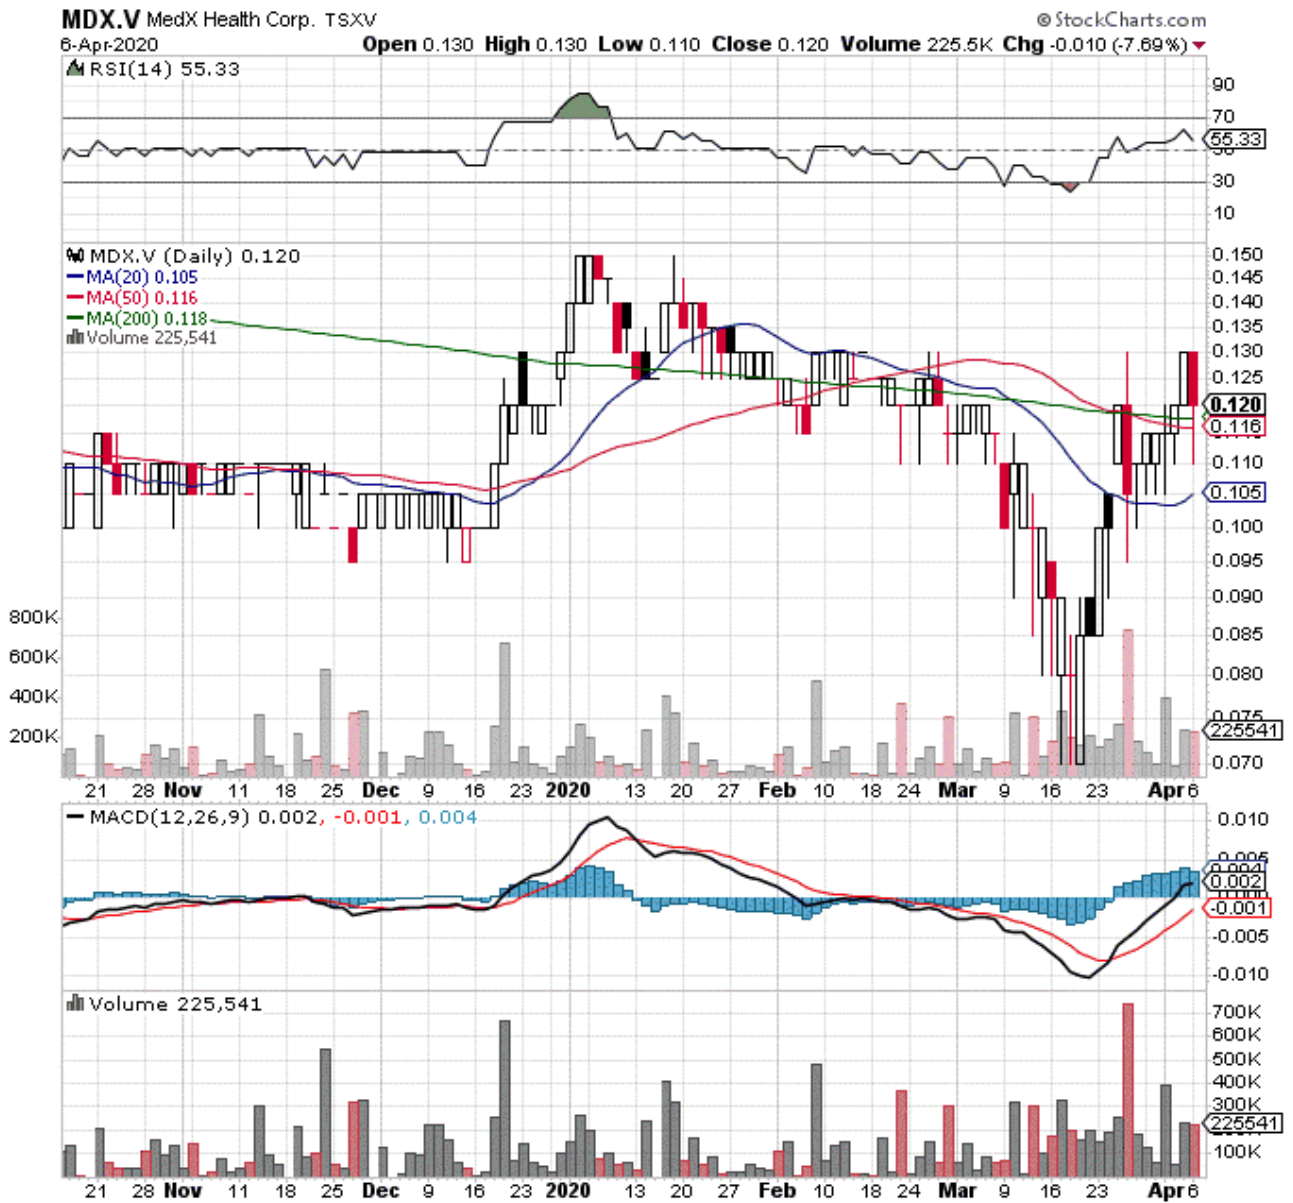 MDX.V MedX Health Corp. TSXV © StockCharts.com
6-Apr-2020 Open 0.130 High 0.130 Low 0.110 Close 0.120 Volume 225.5K Chg -0.010 (-7.69%)
RSI(14) 55.33
90
70
55.33
30
10
MDX.V (Daily) 0.120
MA(20) 0.105
MA(50) 0.116
MA(200) 0.118
Volume 225,541
0.150
0.145
0.140
0.135
0.130
0.125
0.120
0.116
0.110
0.105
0.100
0.095
0.090
0.085
0.080
0.075
225541
0.070
800K
600K
400K
200K
21 28 Nov 11 18 25 Dec 9 16 23 2020 13 20 27 Feb 10 18 24 Mar 9 16 23 Apr 6
MACD(12,26,9) 0.002, -0.001, 0.004
0.010
0.005
0.004
0.002
-0.001
-0.005
-0.010
Volume 225,541
700K
600K
500K
400K
300K
225541
100K
21 28 Nov 11 18 25 Dec 9 16 23 2020 13 20 27 Feb 10 18 24 Mar 9 16 23 Apr 6